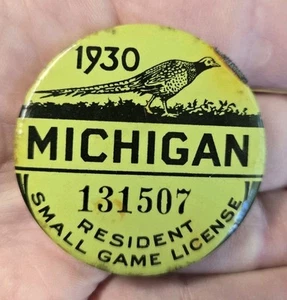 1930
MICHIGAN
131507
RESIDENT
SMALL GAME LICENSE